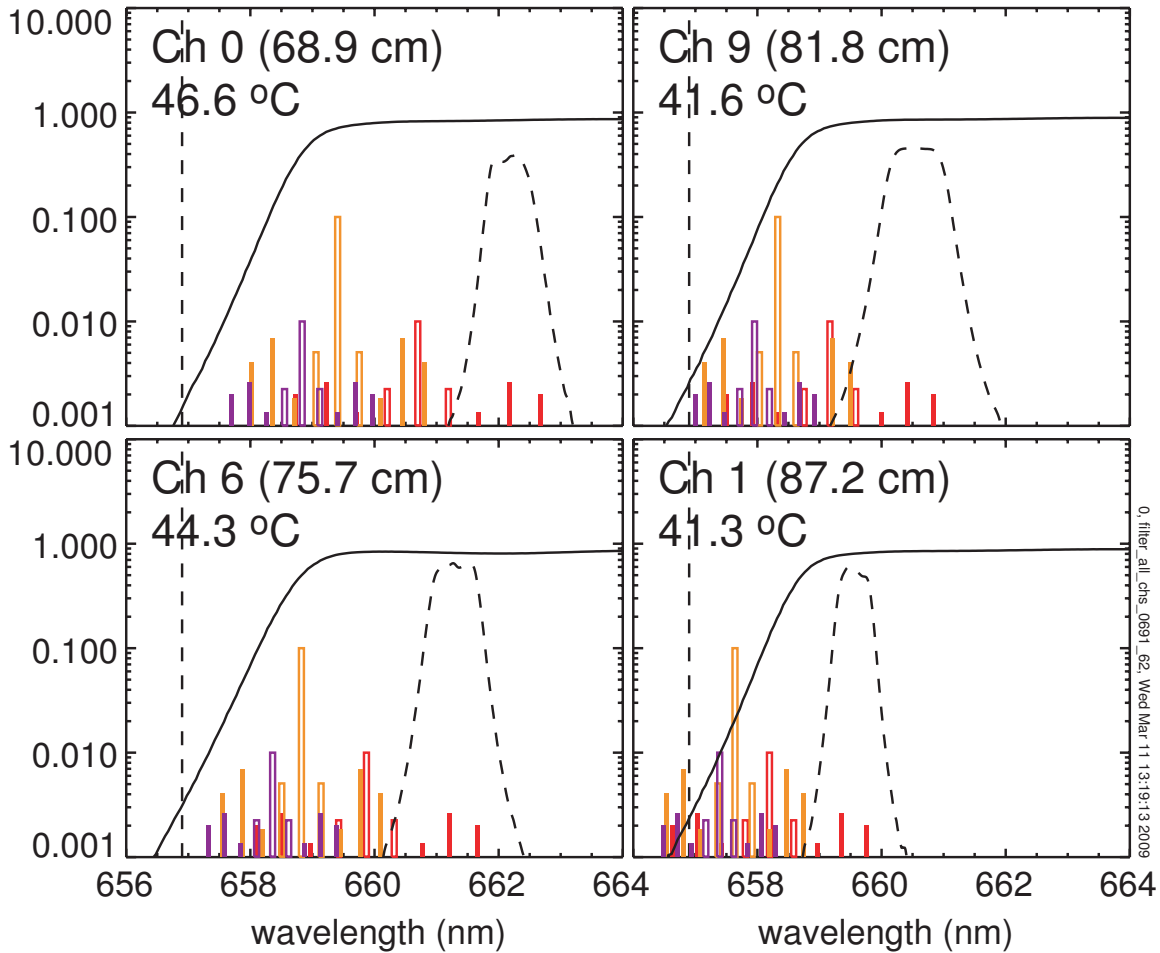 10.000
1.000
0.100
0.010
0.001
Ch 0 (68.9 cm)
46.6 ºC
Ch 9 (81.8 cm)
41.6 ºC
10.000
1.000
0.100
0.010
0.001
Ch 6 (75.7 cm)
44.3 ºC
Ch 1 (87.2 cm)
41.3 ºC
656 658 660 662 664 658 660 662 664
wavelength (nm) wavelength (nm)
0, filter_all_chs_0691_62, Wed Mar 11 13:19:13 2009